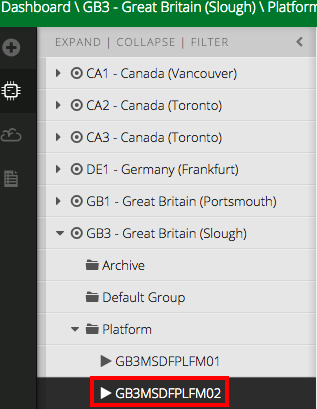 Dashboard \ GB3 - Great Britain (Slough) \ Platform
EXPAND | COLLAPSE | FILTER
CA1 - Canada (Vancouver)
CA2 - Canada (Toronto)
CA3 - Canada (Toronto)
DE1 - Germany (Frankfurt)
GB1 - Great Britain (Portsmouth)
GB3 - Great Britain (Slough)
Archive
Default Group
Platform
GB3MSDFPLFM01
GB3MSDFPLFM02